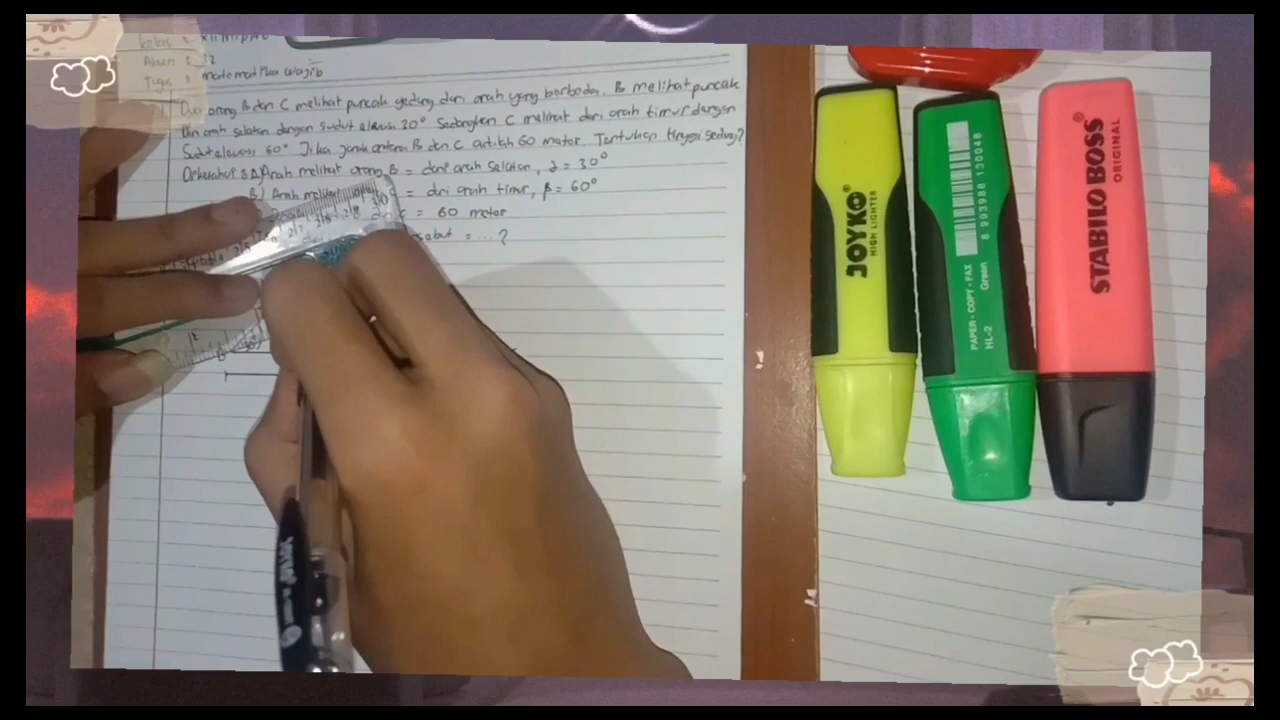 Kelas :
Absen : 12
Tugas : matematika Wajib
Dua orang B dan C melihat puncak gedung dari arah yang berbeda. B melihat puncak
dari arah selatan dengan sudut elevasi 30° Sedangkan C melihat dari arah timur dengan
Sudut elevasi 60° Jika jarak antara B dan C adalah 60 meter. Tentukan tinggi gedung?
Diketahui : A) Arah melihat orang B = dari arah selatan, α = 30°
B) Arah melihat = dari arah timur, β = 60°
C = 60 meter
= ....?
JOYKO®
HIGH LIGHTER
PAPER • COPY • FAX
HL-2 Green
8 993988 130048
STABILO BOSS®
ORIGINAL